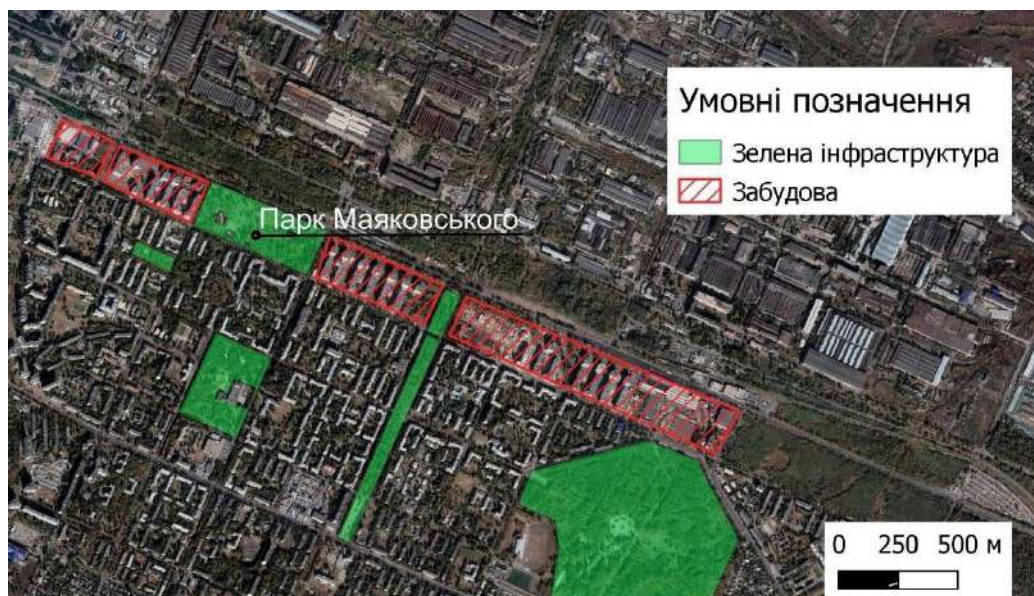 Умовні позначення
Зелена інфраструктура
Забудова
Парк Маяковського
0 250 500 м